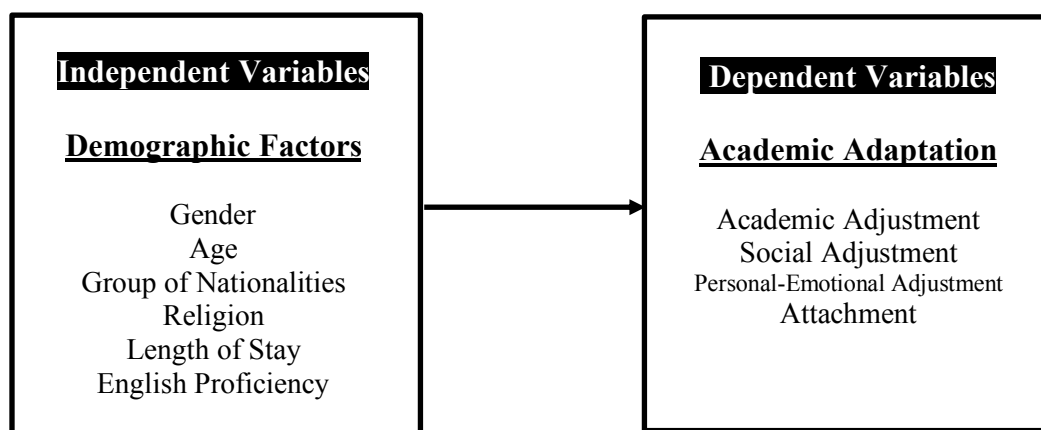 Independent Variables
Demographic Factors
Gender
Age
Group of Nationalities
Religion
Length of Stay
English Proficiency
Dependent Variables
Academic Adaptation
Academic Adjustment
Social Adjustment
Personal-Emotional Adjustment
Attachment